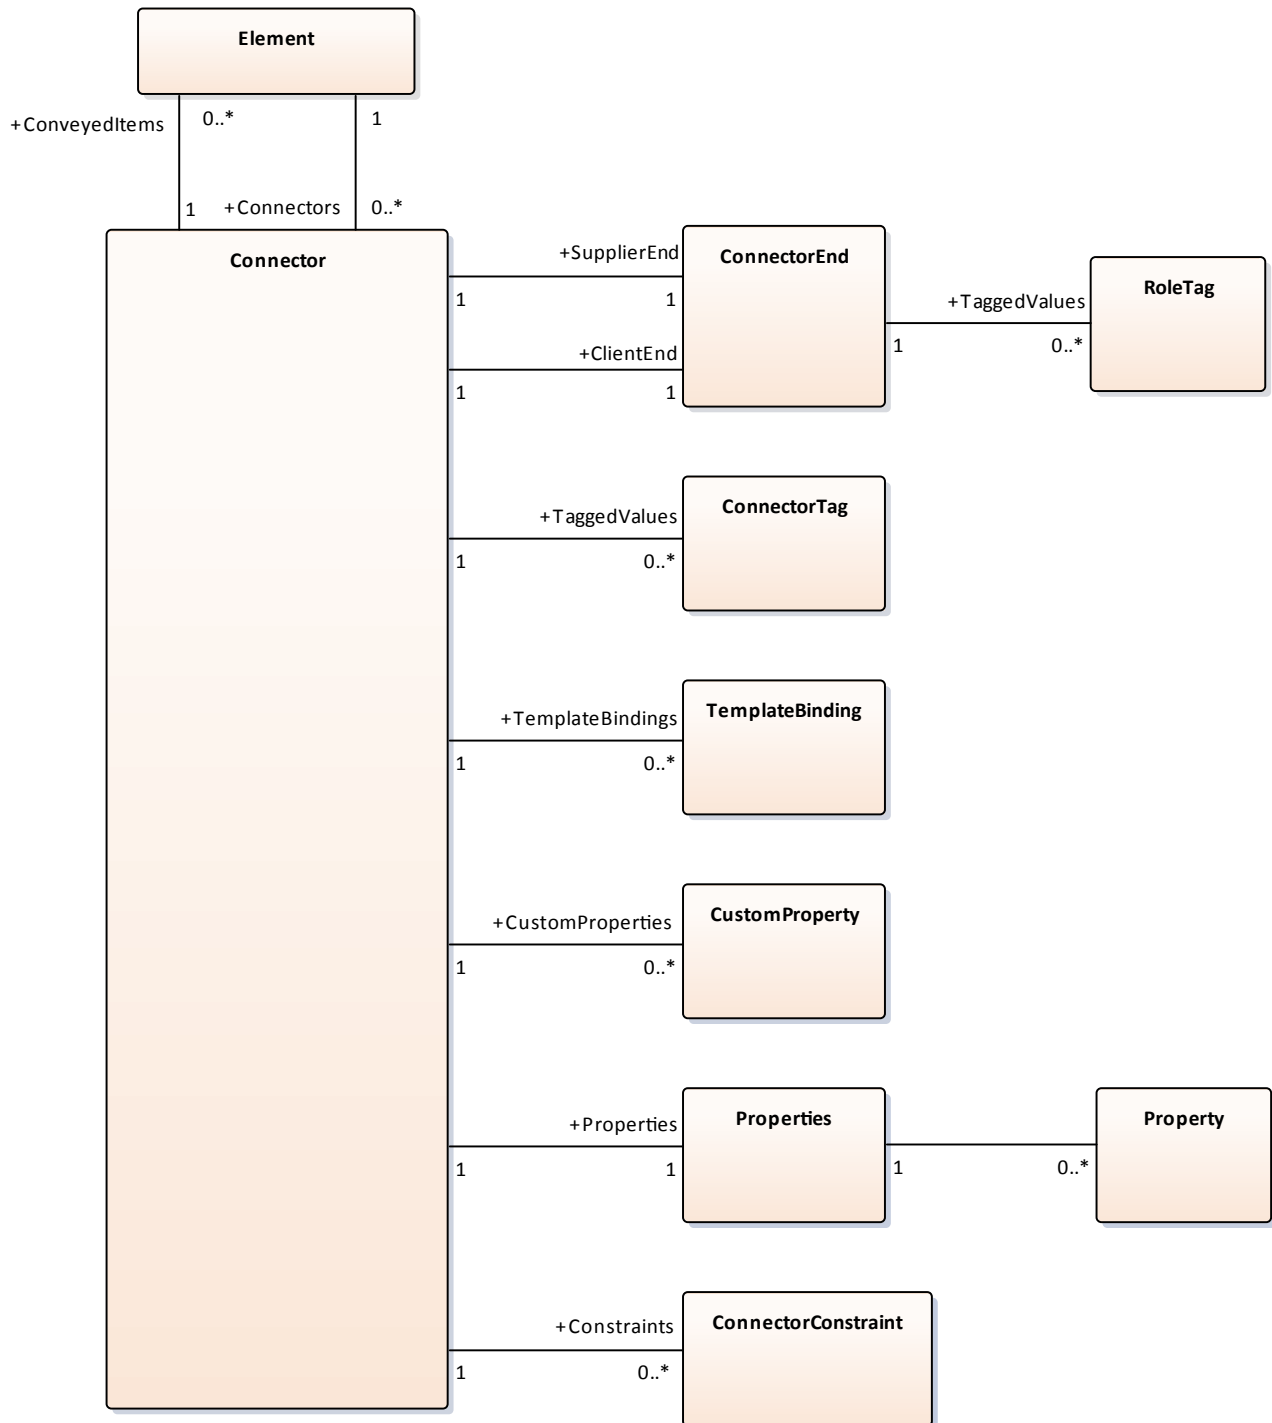 Element
+ConveyedItems
0..*
1
1
+Connectors
0..*
Connector
+SupplierEnd
1
1
+ClientEnd
1
1
ConnectorEnd
+TaggedValues
1
0..*
RoleTag
+TaggedValues
1
0..*
ConnectorTag
+TemplateBindings
1
0..*
TemplateBinding
+CustomProperties
1
0..*
CustomProperty
+Properties
1
1
Properties
1
0..*
Property
+Constraints
1
0..*
ConnectorConstraint